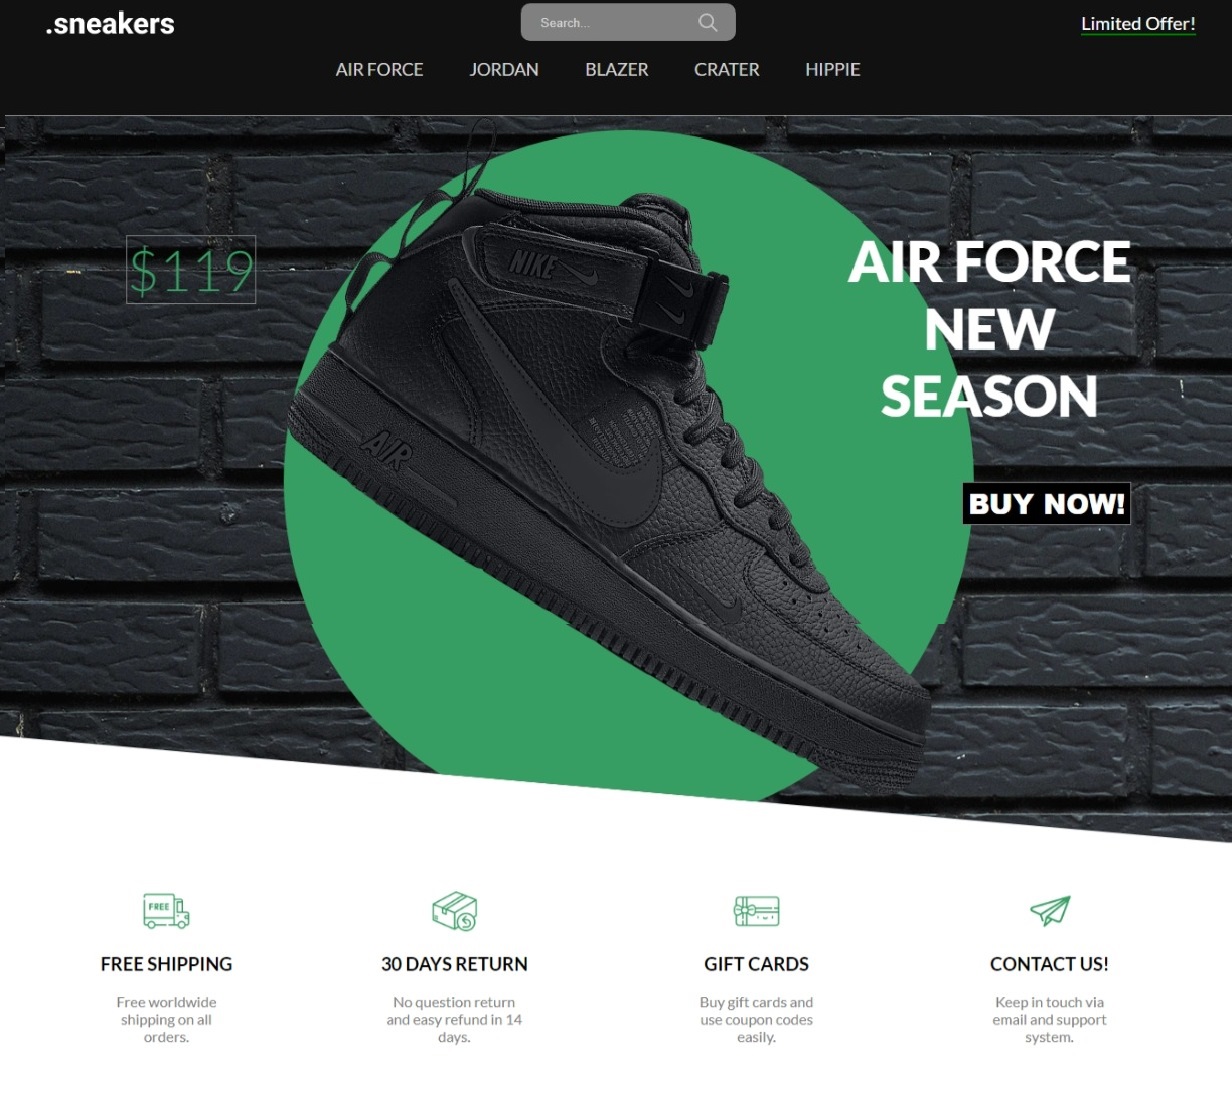 .sneakers
Search...
Limited Offer!
AIR FORCE
JORDAN
BLAZER
CRATER
HIPPIE
$119
NIKE
AIR
AIR FORCE
NEW
SEASON
BUY NOW!
FREE
FREE SHIPPING
Free worldwide
shipping on all
orders.
30 DAYS RETURN
No question return
and easy refund in 14
days.
GIFT CARDS
Buy gift cards and
use coupon codes
easily.
CONTACT US!
Keep in touch via
email and support
system.